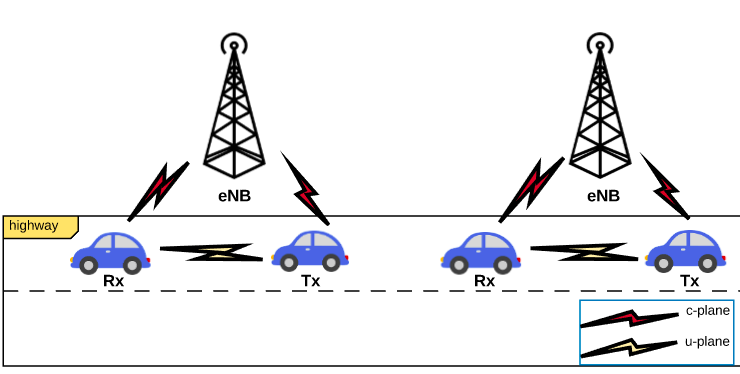 eNB
eNB
highway
Rx
Tx
Rx
Tx
c-plane
u-plane